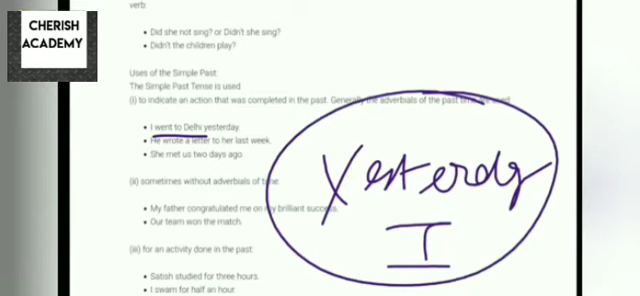 verb:
CHERISH
ACADEMY
• Did she not sing? or Didn't she sing?
• Didn't the children play?
Uses of the Simple Past:
The Simple Past Tense is used
(i) to indicate an action that was completed in the past. Generally the adverbials of the past time are used.
• I went to Delhi yesterday.
• He wrote a letter to her last week.
• She met us two days ago.
(ii) sometimes without adverbials of time
• My father congratulated me on my brilliant success.
• Our team won the match.
(iii) for an activity done in the past:
• Satish studied for three hours.
• I swam for half an hour.
Yesterdy
I